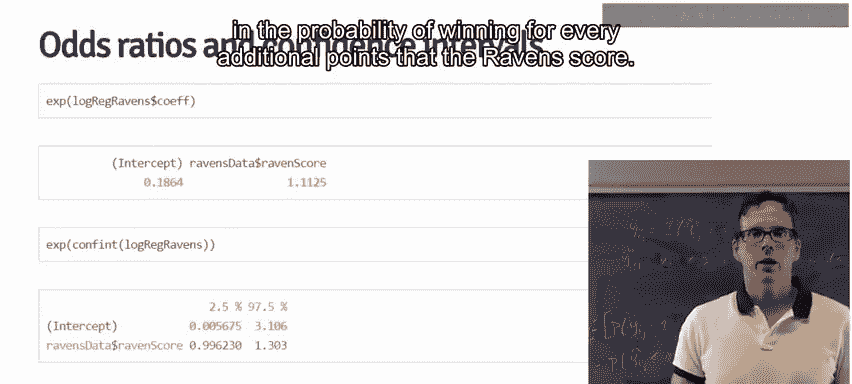 in the probability of winning for every
Odds ratios and confidence intervals
additional points that the Ravens score.
exp(logRegRavens$coeff)
(Intercept) ravensData$ravenScore
0.1864 1.1125
exp(confint(logRegRavens))
2.5 % 97.5 %
(Intercept) 0.005675 3.106
ravensData$ravenScore 0.996230 1.303